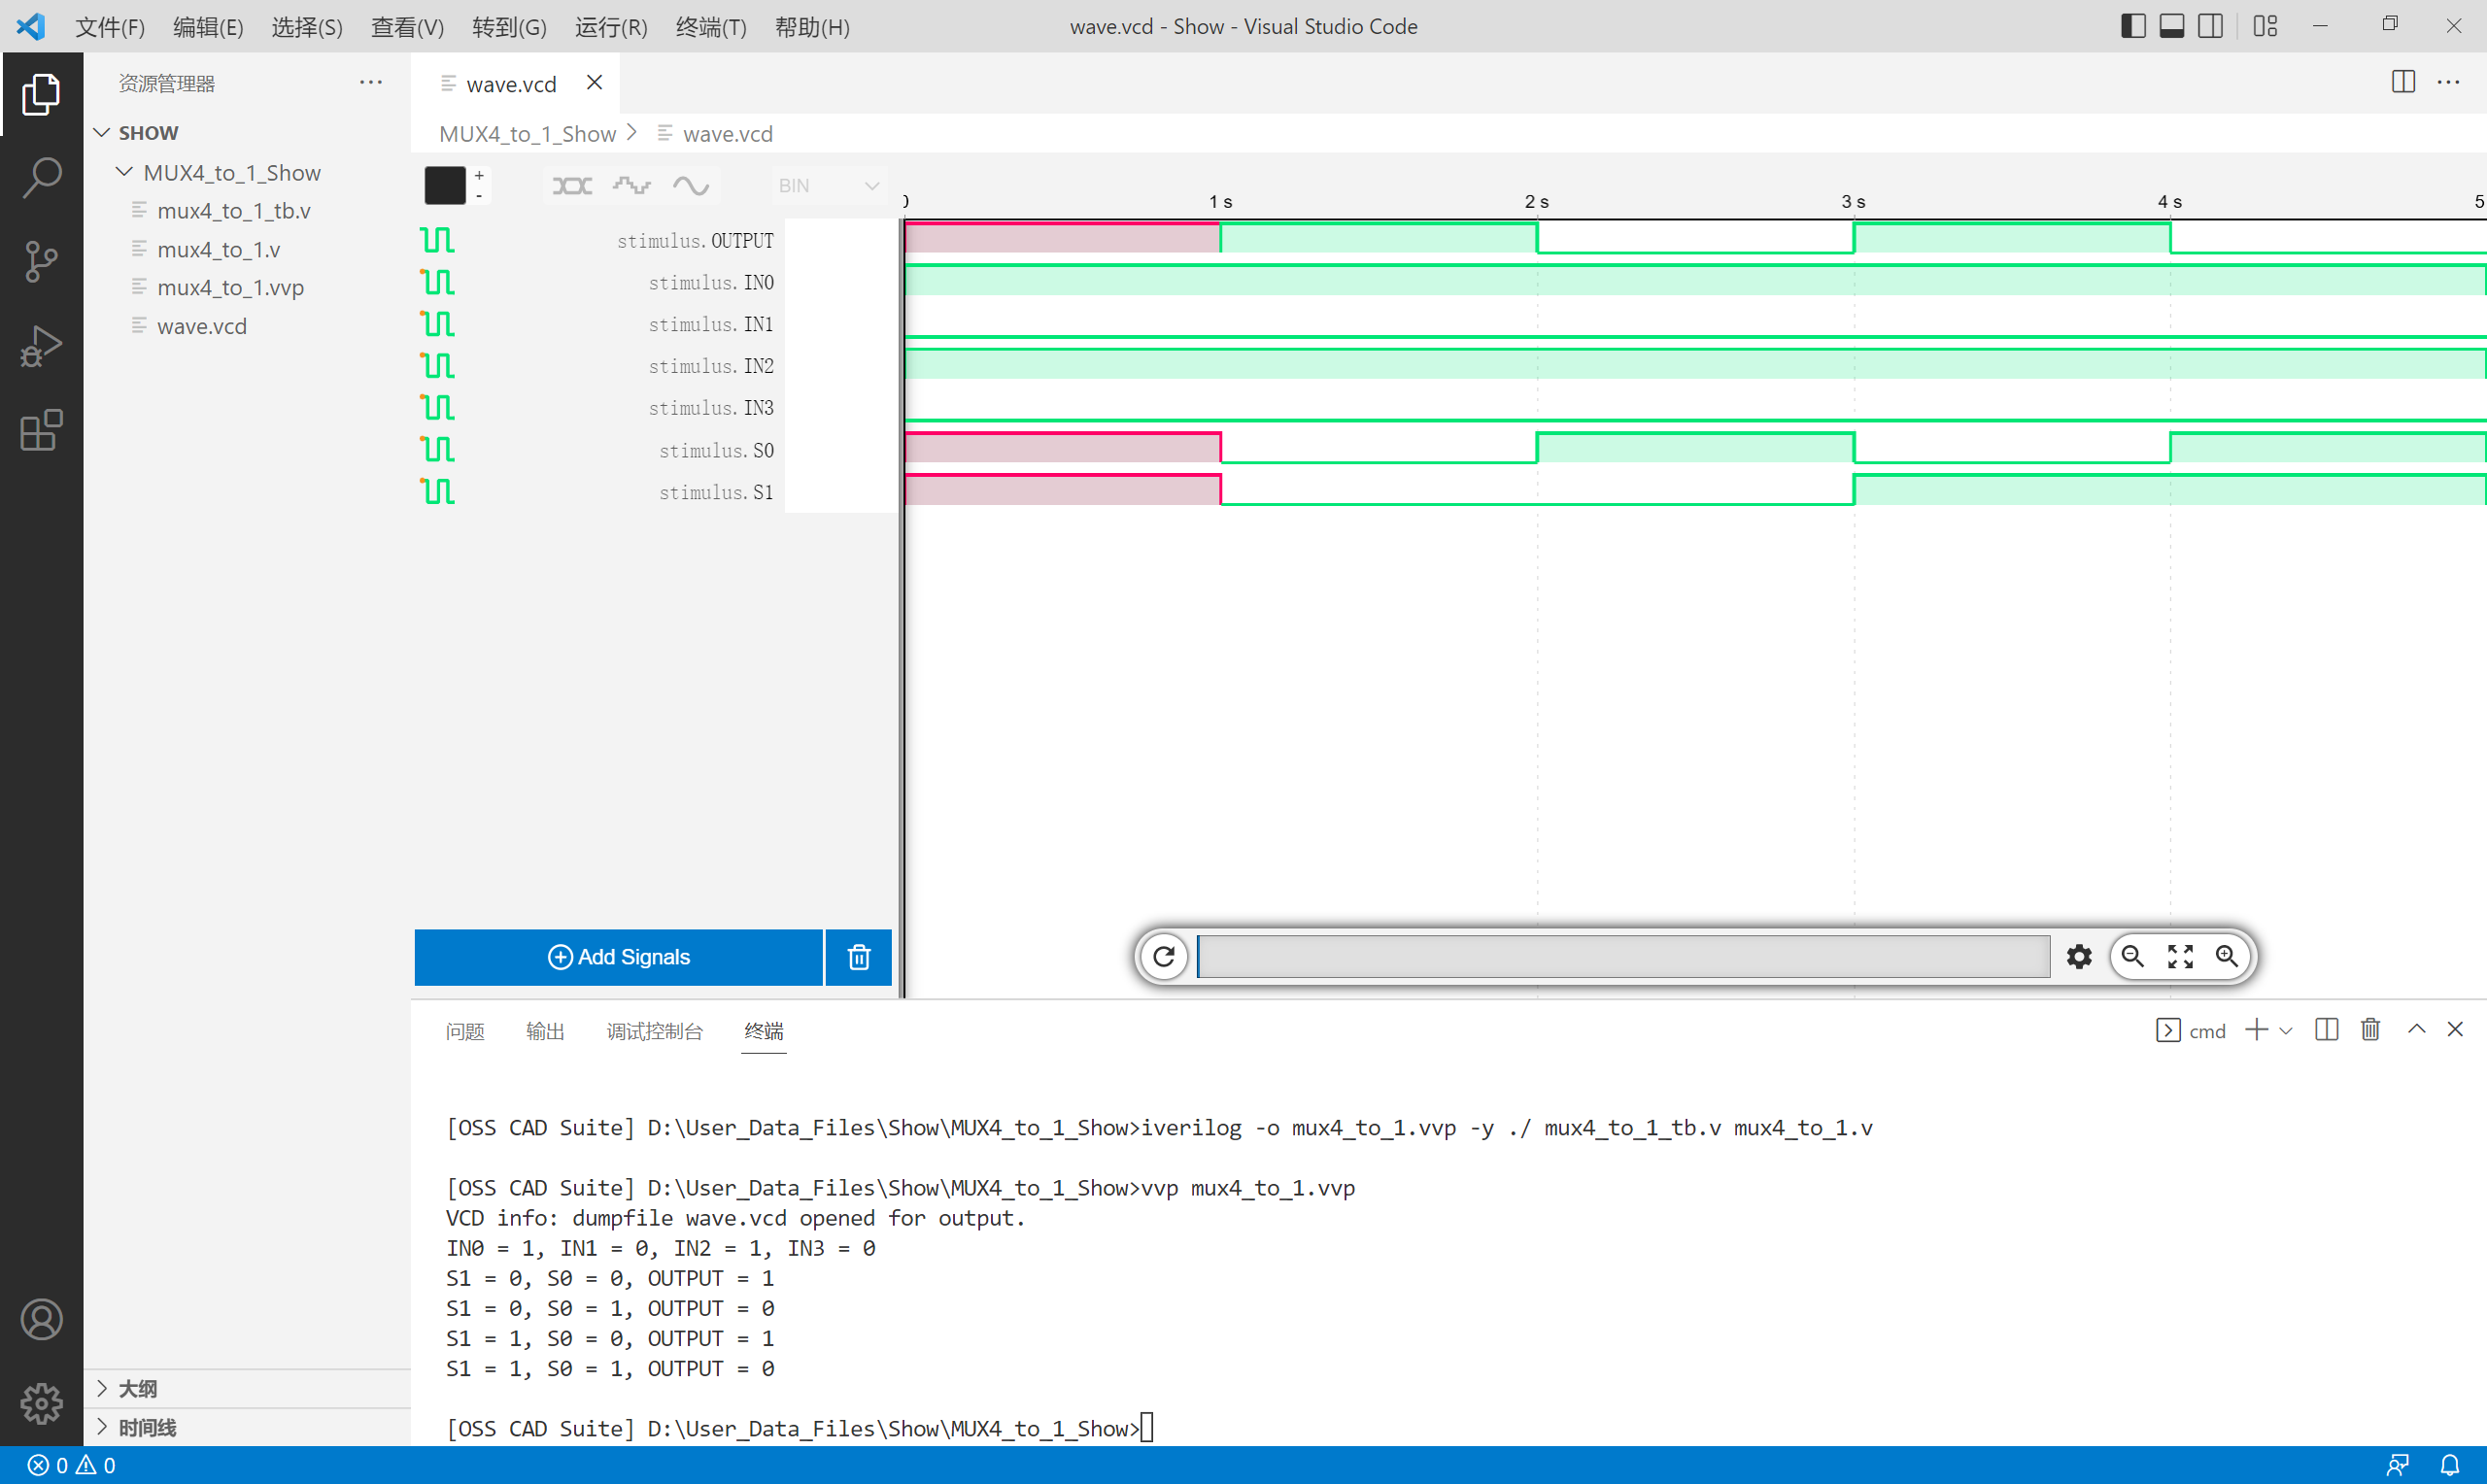 文件(F) 编辑(E) 选择(S) 查看(V) 转到(G) 运行(R) 终端(T) 帮助(H) wave.vcd - Show - Visual Studio Code
资源管理器 ···
SHOW
MUX4_to_1_Show
mux4_to_1_tb.v
mux4_to_1.v
mux4_to_1.vvp
wave.vcd
大纲
时间线
wave.vcd
MUX4_to_1_Show > wave.vcd
+
-
BIN
0 1 s 2 s 3 s 4 s 5
stimulus.OUTPUT
stimulus.IN0
stimulus.IN1
stimulus.IN2
stimulus.IN3
stimulus.S0
stimulus.S1
Add Signals
问题 输出 调试控制台 终端 cmd
[OSS CAD Suite] D:\User_Data_Files\Show\MUX4_to_1_Show>iverilog -o mux4_to_1.vvp -y ./ mux4_to_1_tb.v mux4_to_1.v
[OSS CAD Suite] D:\User_Data_Files\Show\MUX4_to_1_Show>vvp mux4_to_1.vvp
VCD info: dumpfile wave.vcd opened for output.
IN0 = 1, IN1 = 0, IN2 = 1, IN3 = 0
S1 = 0, S0 = 0, OUTPUT = 1
S1 = 0, S0 = 1, OUTPUT = 0
S1 = 1, S0 = 0, OUTPUT = 1
S1 = 1, S0 = 1, OUTPUT = 0
[OSS CAD Suite] D:\User_Data_Files\Show\MUX4_to_1_Show>
0 0